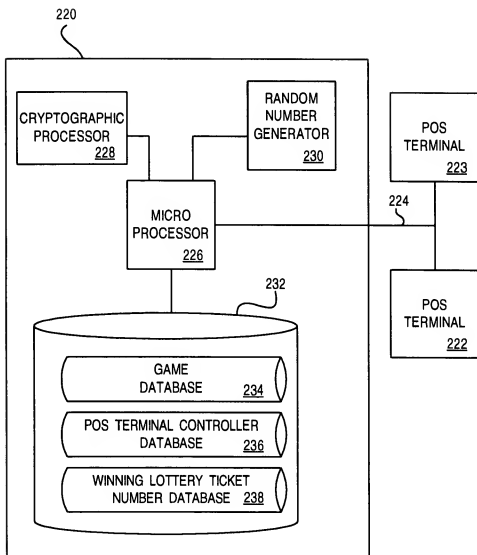 220
CRYPTOGRAPHIC
PROCESSOR
228
RANDOM
NUMBER
GENERATOR
230
POS
TERMINAL
223
MICRO
PROCESSOR
226
224
POS
TERMINAL
222
232
GAME
DATABASE
234
POS TERMINAL CONTROLLER
DATABASE
236
WINNING LOTTERY TICKET
NUMBER DATABASE
238